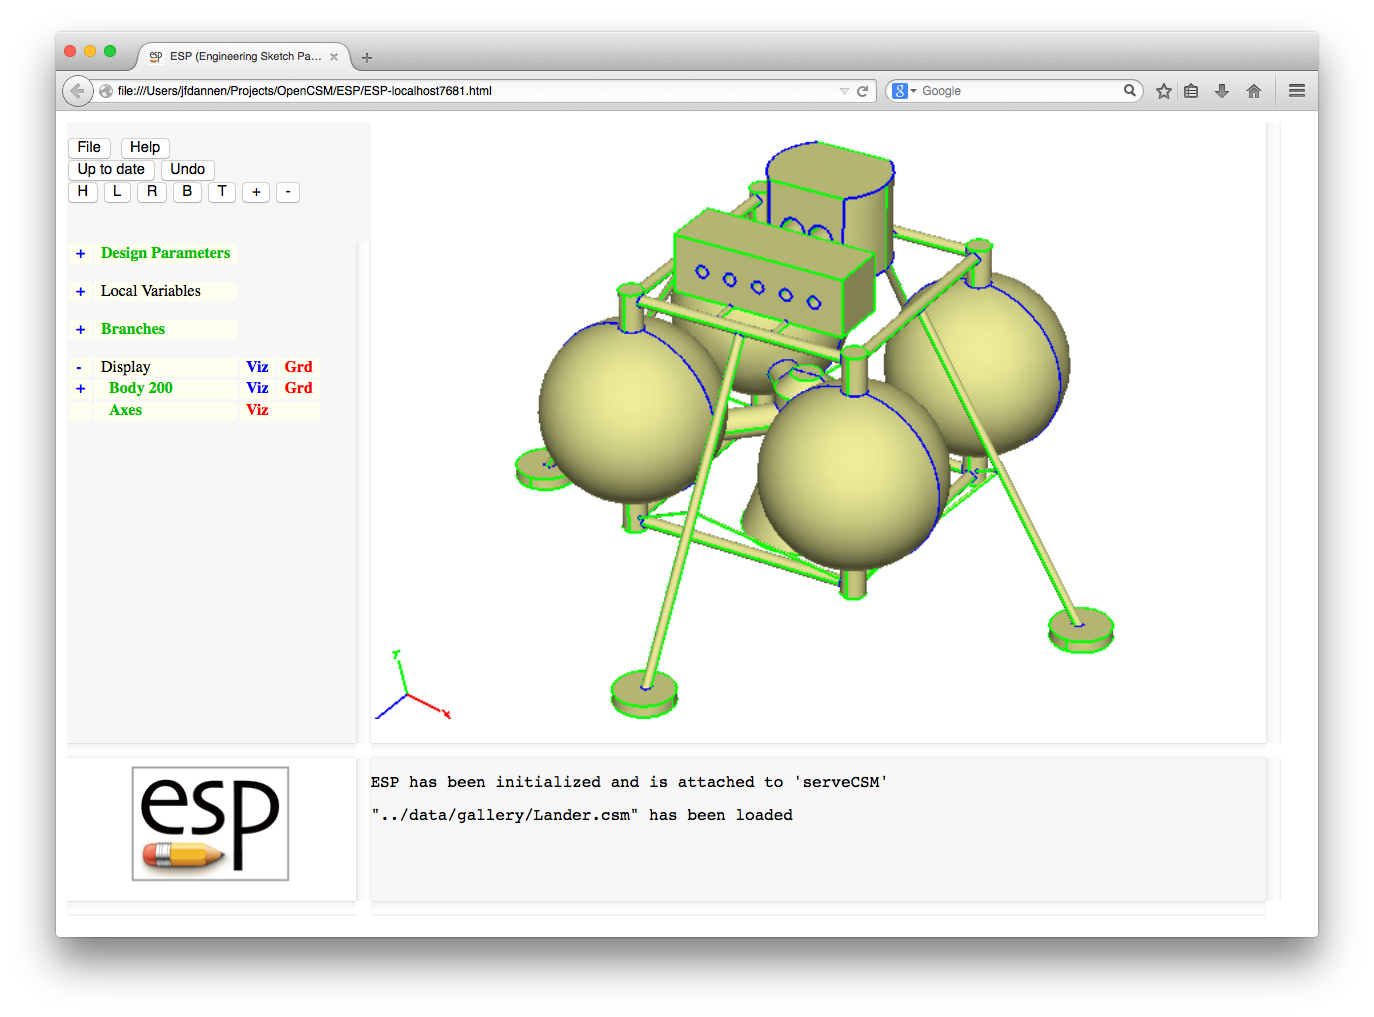 ESP (Engineering Sketch Pa...
file:///Users/jfdannen/Projects/OpenCSM/ESP/ESP-localhost7681.html
Google
File Help
Up to date Undo
H L R B T + -
+ Design Parameters
+ Local Variables
+ Branches
- Display Viz Grd
+ Body 200 Viz Grd
Axes Viz
Y
X
esp
ESP has been initialized and is attached to 'serveCSM'
"../data/gallery/Lander.csm" has been loaded